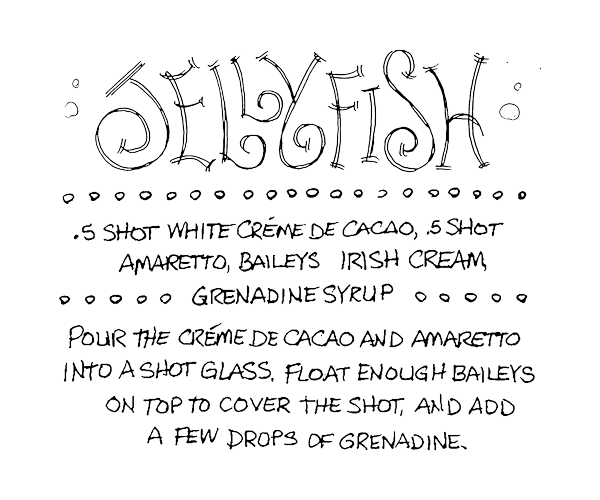 JELLYFISH
.5 SHOT WHITE CRÉME DE CACAO, .5 SHOT
AMARETTO, BAILEYS IRISH CREAM,
GRENADINE SYRUP
POUR THE CRÉME DE CACAO AND AMARETTO
INTO A SHOT GLASS. FLOAT ENOUGH BAILEYS
ON TOP TO COVER THE SHOT, AND ADD
A FEW DROPS OF GRENADINE.